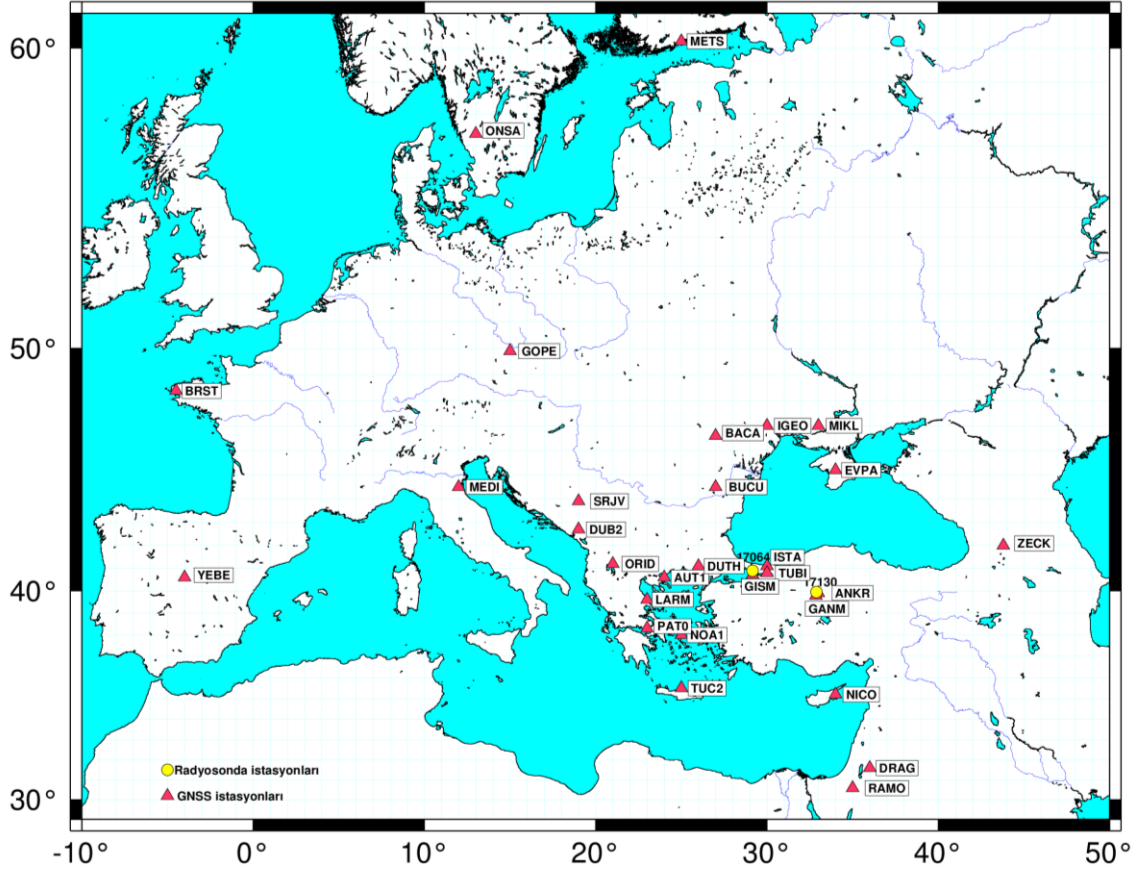 60°
METS
ONSA
50°
GOPE
BRST
BACA
IGEO
MIKL
EVPA
MEDI
BUCU
SRJV
DUB2
ZECK
17064
ISTA
ORID
DUTH
TUBI
YEBE
AUT1
GISM
17130
40°
ANKR
LARM
GANM
PAT0
NOA1
TUC2
NICO
DRAG
Radyosonda istasyonları
RAMO
GNSS istasyonları
30°
-10° 0° 10° 20° 30° 40° 50°